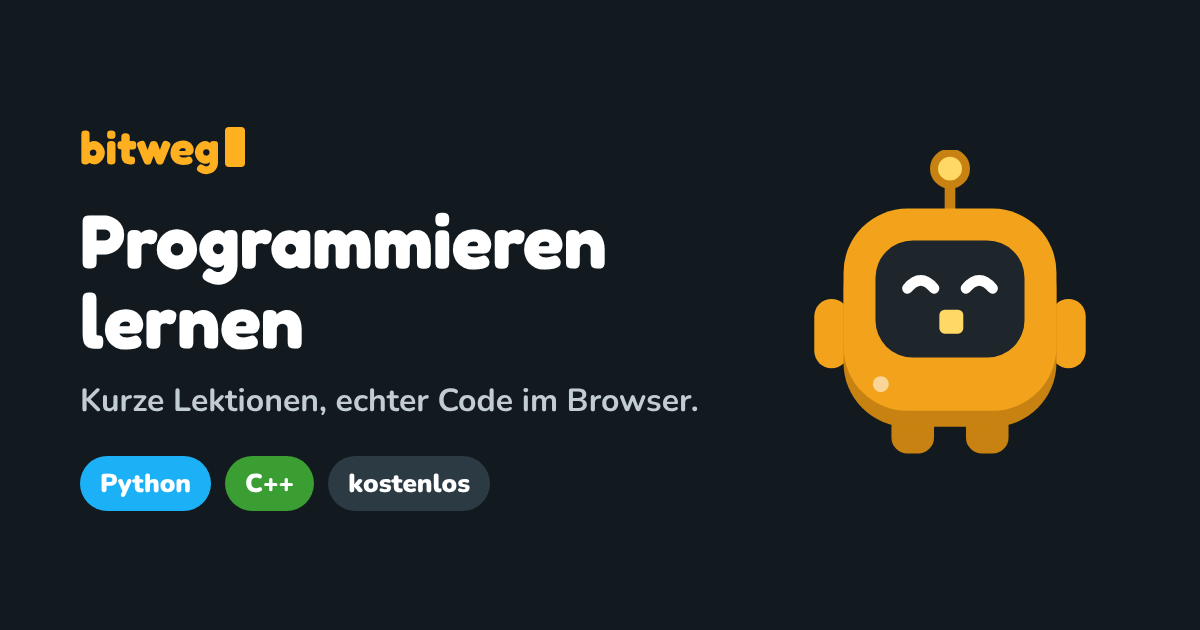 bitweg
Programmieren
lernen
Kurze Lektionen, echter Code im Browser.
Python C++ kostenlos